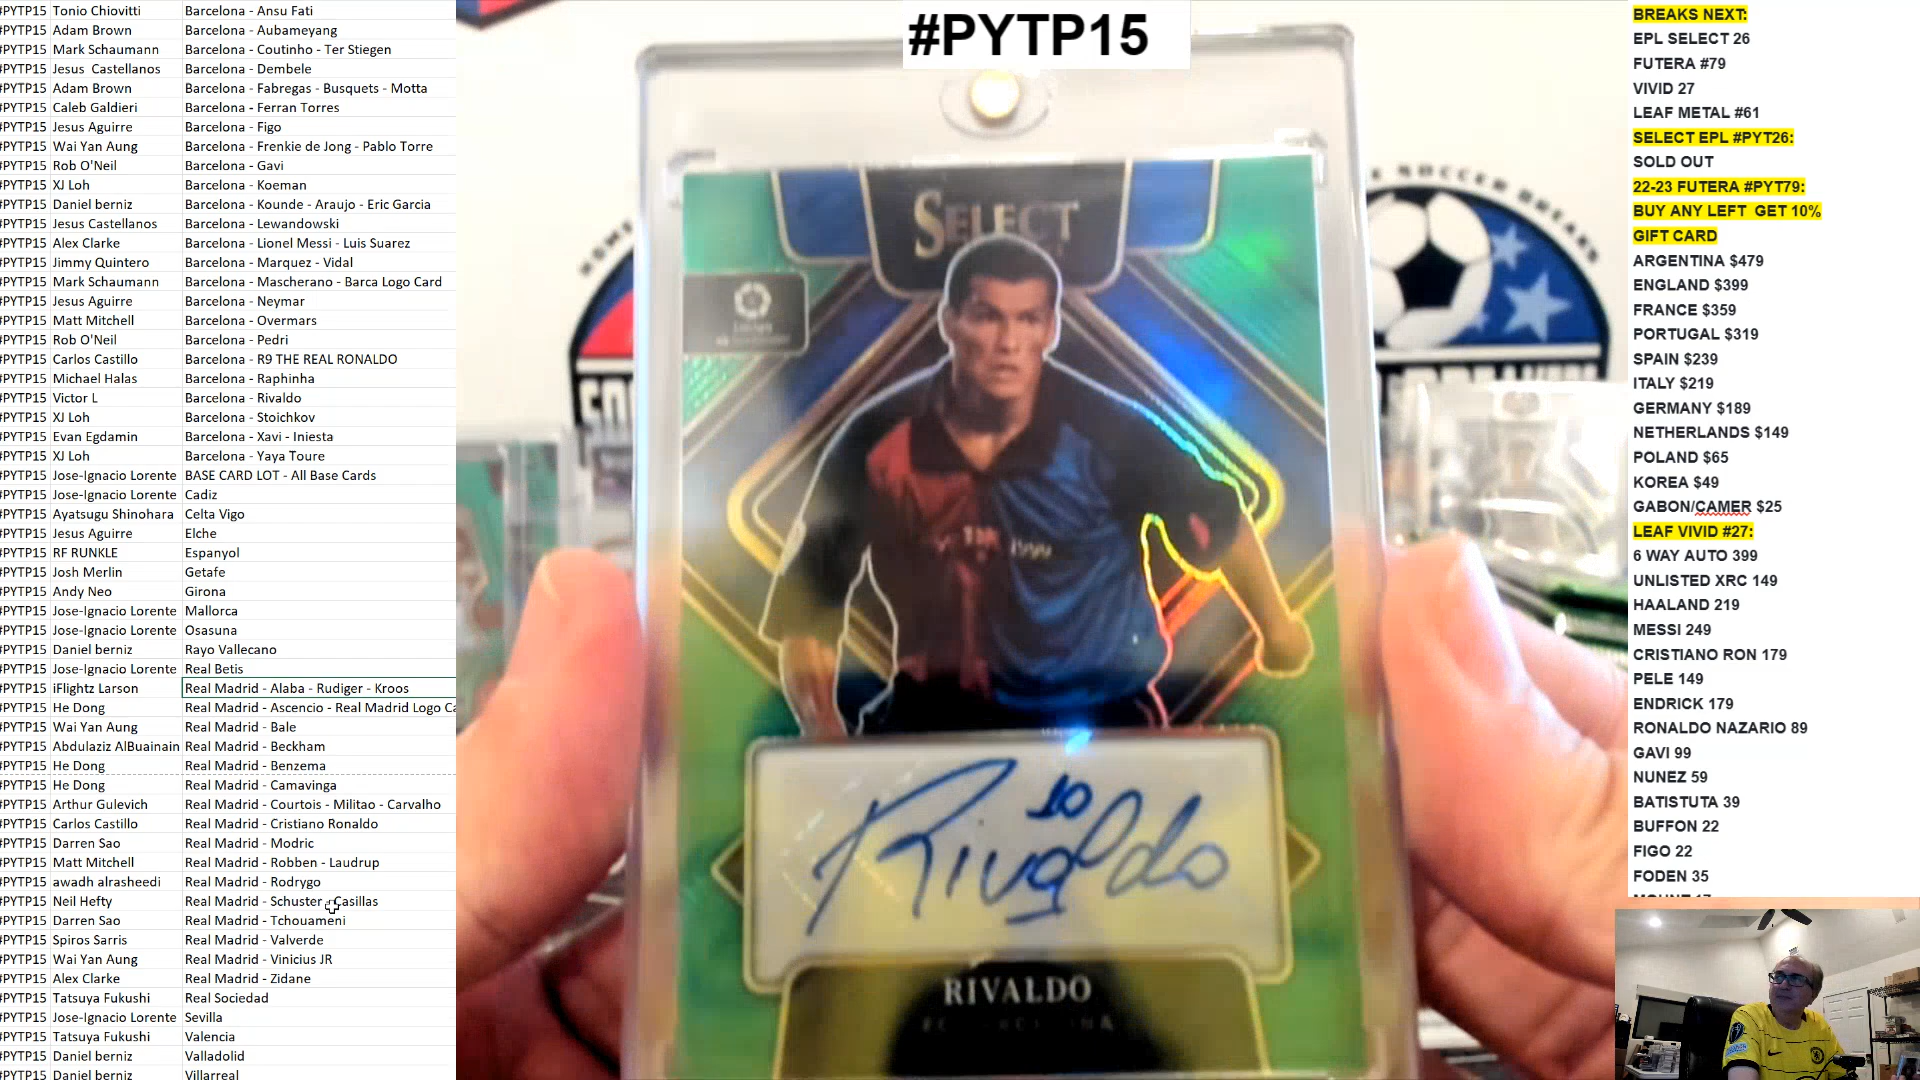 #PYTP15 Tonio Chiovitti Barcelona - Ansu Fati
#PYTP15 Adam Brown Barcelona - Aubameyang
#PYTP15 Mark Schaumann Barcelona - Coutinho - Ter Stiegen
#PYTP15 Jesus Castellanos Barcelona - Dembele
#PYTP15 Adam Brown Barcelona - Fabregas - Busquets - Motta
#PYTP15 Caleb Galdieri Barcelona - Ferran Torres
#PYTP15 Jesus Aguirre Barcelona - Figo
#PYTP15 Wai Yan Aung Barcelona - Frenkie de Jong - Pablo Torre
#PYTP15 Rob O'Neil Barcelona - Gavi
#PYTP15 XJ Loh Barcelona - Koeman
#PYTP15 Daniel berniz Barcelona - Kounde - Araujo - Eric Garcia
#PYTP15 Jesus Castellanos Barcelona - Lewandowski
#PYTP15 Alex Clarke Barcelona - Lionel Messi - Luis Suarez
#PYTP15 Jimmy Quintero Barcelona - Marquez - Vidal
#PYTP15 Mark Schaumann Barcelona - Mascherano - Barca Logo Card
#PYTP15 Jesus Aguirre Barcelona - Neymar
#PYTP15 Matt Mitchell Barcelona - Overmars
#PYTP15 Rob O'Neil Barcelona - Pedri
#PYTP15 Carlos Castillo Barcelona - R9 THE REAL RONALDO
#PYTP15 Michael Halas Barcelona - Raphinha
#PYTP15 Victor L Barcelona - Rivaldo
#PYTP15 XJ Loh Barcelona - Stoichkov
#PYTP15 Evan Egdamin Barcelona - Xavi - Iniesta
#PYTP15 XJ Loh Barcelona - Yaya Toure
#PYTP15 Jose-Ignacio Lorente BASE CARD LOT - All Base Cards
#PYTP15 Jose-Ignacio Lorente Cadiz
#PYTP15 Ayatsugu Shinohara Celta Vigo
#PYTP15 Jesus Aguirre Elche
#PYTP15 RF RUNKLE Espanyol
#PYTP15 Josh Merlin Getafe
#PYTP15 Andy Neo Girona
#PYTP15 Jose-Ignacio Lorente Mallorca
#PYTP15 Jose-Ignacio Lorente Osasuna
#PYTP15 Daniel berniz Rayo Vallecano
#PYTP15 Jose-Ignacio Lorente Real Betis
#PYTP15 iFlightz Larson Real Madrid - Alaba - Rudiger - Kroos
#PYTP15 He Dong Real Madrid - Ascencio - Real Madrid Logo Ca
#PYTP15 Wai Yan Aung Real Madrid - Bale
#PYTP15 Abdulaziz AlBuainain Real Madrid - Beckham
#PYTP15 He Dong Real Madrid - Benzema
#PYTP15 He Dong Real Madrid - Camavinga
#PYTP15 Arthur Gulevich Real Madrid - Courtois - Militao - Carvalho
#PYTP15 Carlos Castillo Real Madrid - Cristiano Ronaldo
#PYTP15 Darren Sao Real Madrid - Modric
#PYTP15 Matt Mitchell Real Madrid - Robben - Laudrup
#PYTP15 awadh alrasheedi Real Madrid - Rodrygo
#PYTP15 Neil Hefty Real Madrid - Schuster - Casillas
#PYTP15 Darren Sao Real Madrid - Tchouameni
#PYTP15 Spiros Sarris Real Madrid - Valverde
#PYTP15 Wai Yan Aung Real Madrid - Vinicius JR
#PYTP15 Alex Clarke Real Madrid - Zidane
#PYTP15 Tatsuya Fukushi Real Sociedad
#PYTP15 Jose-Ignacio Lorente Sevilla
#PYTP15 Tatsuya Fukushi Valencia
#PYTP15 Daniel berniz Valladolid
#PYTP15 Daniel berniz Villarreal
#PYTP15
SELECT
1999
10
Rivaldo
RIVALDO
BREAKS NEXT:
EPL SELECT 26
FUTERA #79
VIVID 27
LEAF METAL #61
SELECT EPL #PYT26:
SOLD OUT
22-23 FUTERA #PYT79:
BUY ANY LEFT GET 10%
GIFT CARD
ARGENTINA $479
ENGLAND $399
FRANCE $359
PORTUGAL $319
SPAIN $239
ITALY $219
GERMANY $189
NETHERLANDS $149
POLAND $65
KOREA $49
GABON/CAMER $25
LEAF VIVID #27:
6 WAY AUTO 399
UNLISTED XRC 149
HAALAND 219
MESSI 249
CRISTIANO RON 179
PELE 149
ENDRICK 179
RONALDO NAZARIO 89
GAVI 99
NUNEZ 59
BATISTUTA 39
BUFFON 22
FIGO 22
FODEN 35